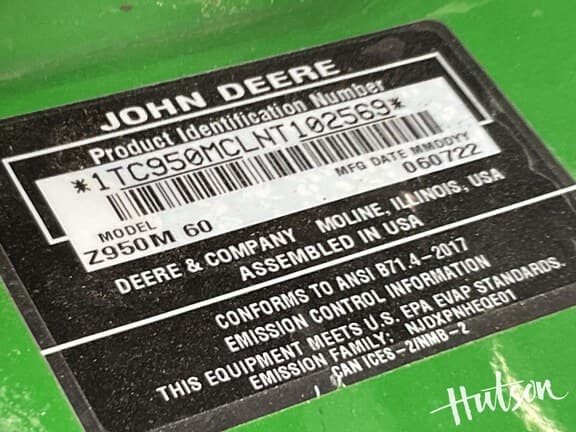 JOHN DEERE
Product Identification Number
*1TC950MCLNT102569*
MODEL MFG DATE MMDDYY
Z950M 60 060722
DEERE & COMPANY MOLINE, ILLINOIS, USA
ASSEMBLED IN USA
CONFORMS TO ANSI B71.4-2017
EMISSION CONTROL INFORMATION
THIS EQUIPMENT MEETS U.S. EPA EVAP STANDARDS.
EMISSION FAMILY: NJDXPNHEQE01
CAN ICES-2/NMB-2
Hutson